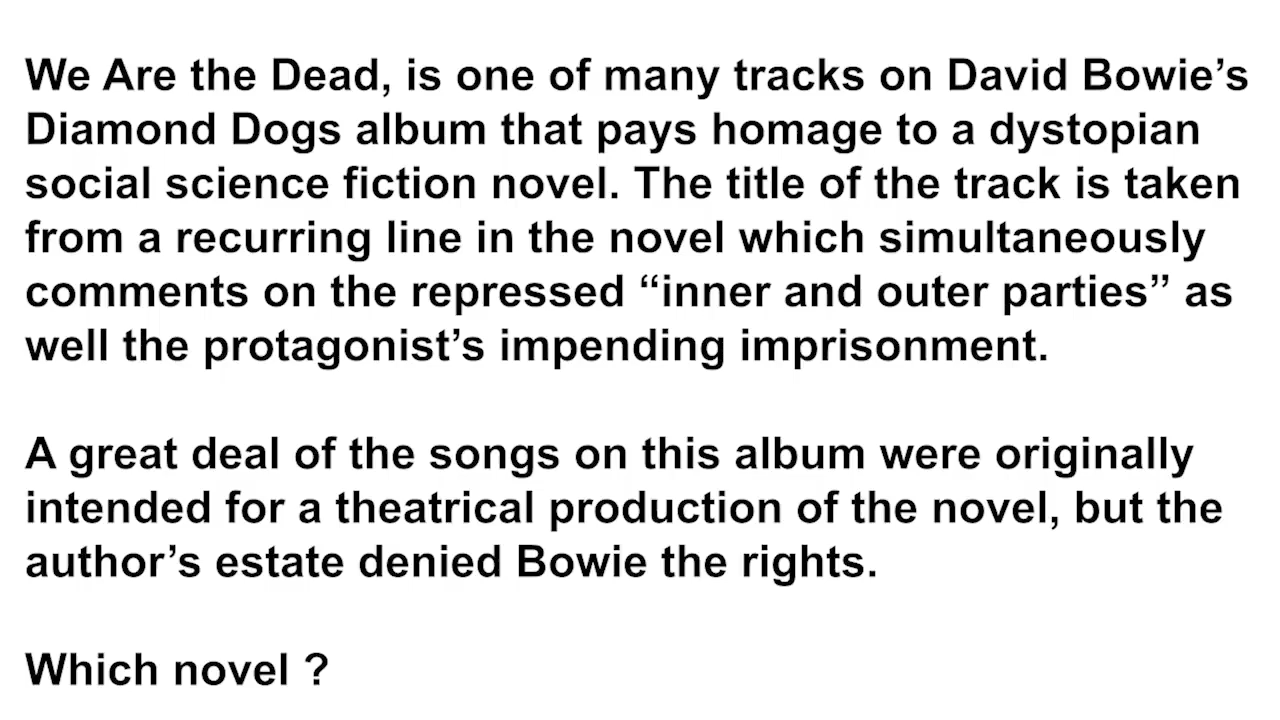 We Are the Dead, is one of many tracks on David Bowie’s
Diamond Dogs album that pays homage to a dystopian
social science fiction novel. The title of the track is taken
from a recurring line in the novel which simultaneously
comments on the repressed “inner and outer parties” as
well the protagonist’s impending imprisonment.
A great deal of the songs on this album were originally
intended for a theatrical production of the novel, but the
author’s estate denied Bowie the rights.
Which novel ?